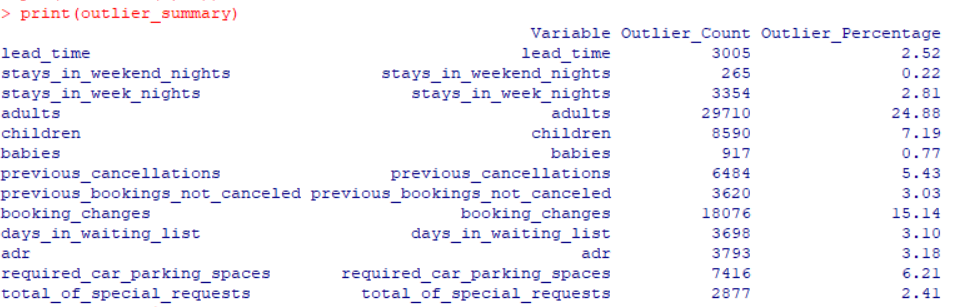 > print(outlier_summary)
Variable Outlier_Count Outlier_Percentage
lead_time lead_time 3005 2.52
stays_in_weekend_nights stays_in_weekend_nights 265 0.22
stays_in_week_nights stays_in_week_nights 3354 2.81
adults adults 29710 24.88
children children 8590 7.19
babies babies 917 0.77
previous_cancellations previous_cancellations 6484 5.43
previous_bookings_not_canceled previous_bookings_not_canceled 3620 3.03
booking_changes booking_changes 18076 15.14
days_in_waiting_list days_in_waiting_list 3698 3.10
adr adr 3793 3.18
required_car_parking_spaces required_car_parking_spaces 7416 6.21
total_of_special_requests total_of_special_requests 2877 2.41